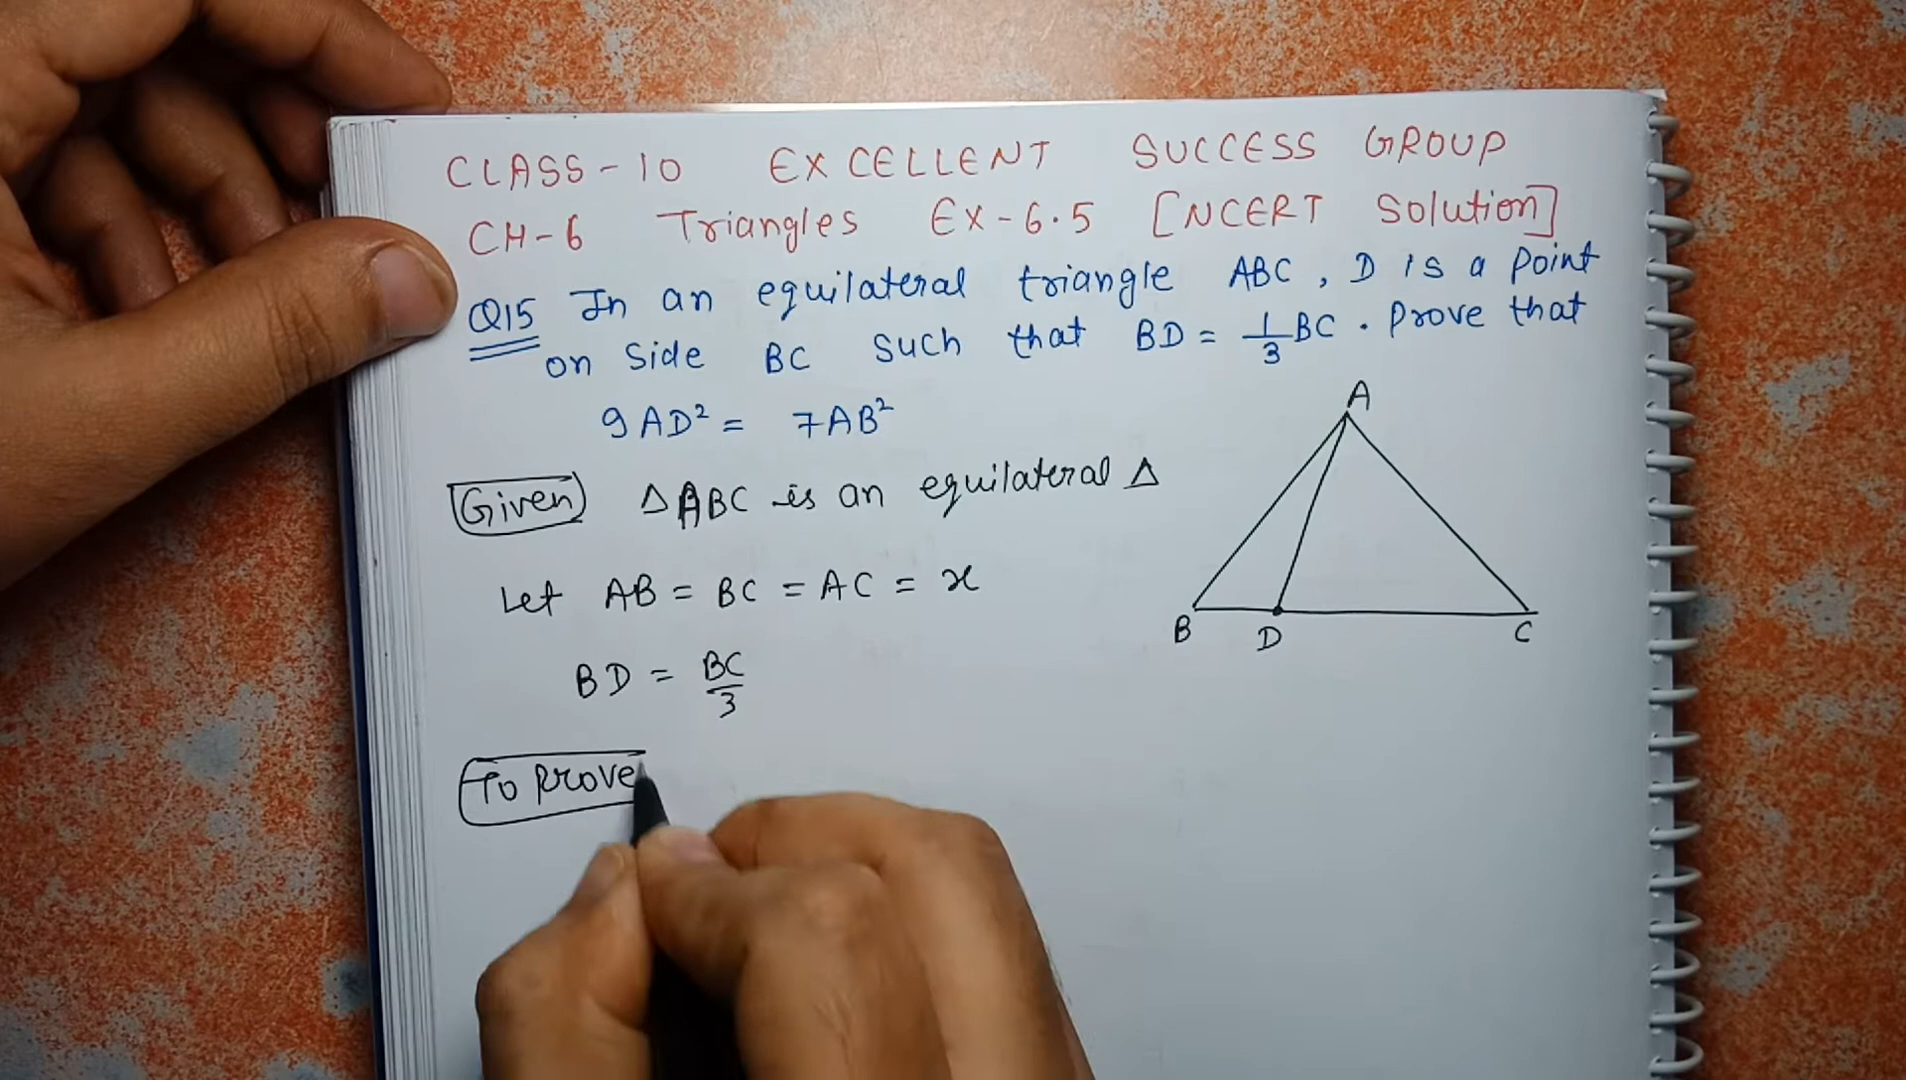 CLASS-10 EXCELLENT SUCCESS GROUP
CH-6 Triangles EX-6.5 [NCERT Solution]
Q15 In an equilateral triangle ABC, D is a point
on Side BC Such that BD = 1/3 BC. Prove that
9AD² = 7AB²
Given ΔABC is an equilateral Δ
Let AB = BC = AC = x
BD = BC/3
To prove
A
B D C